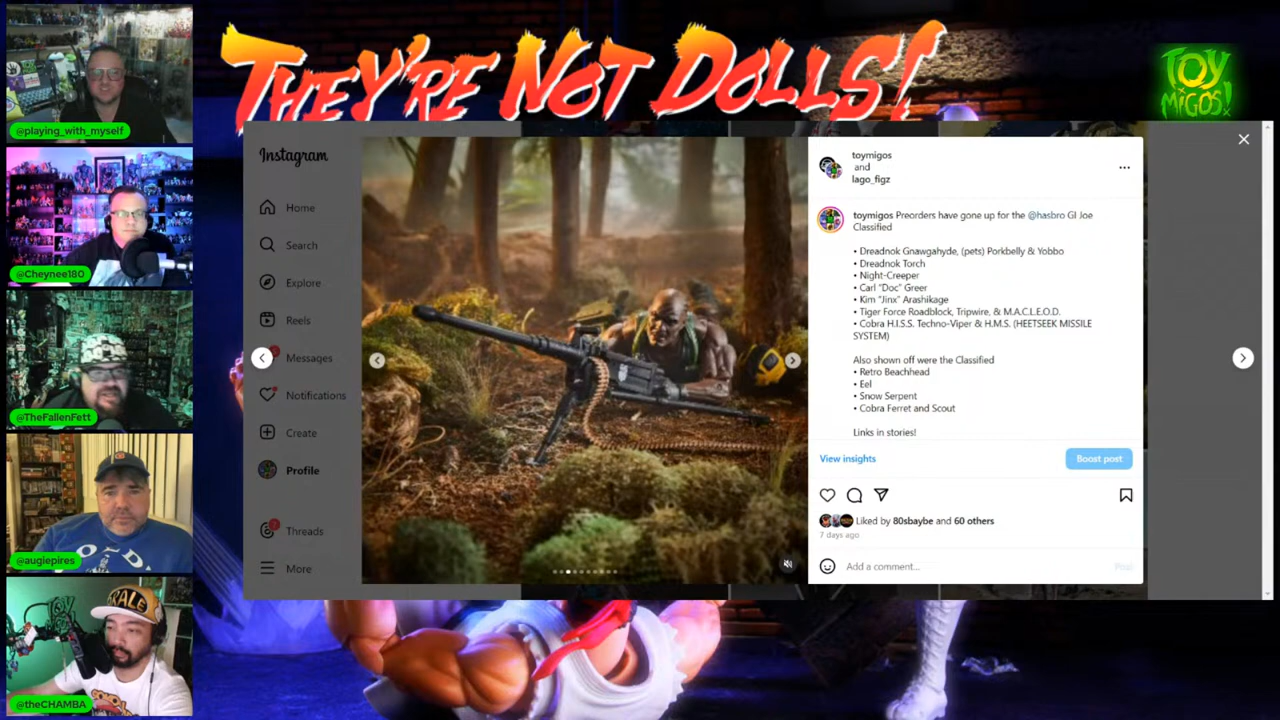 THEY'RE NOT DOLLS!
TOY
MIGOS!
@playing_with_myself
@Cheynee180
@TheFallenFett
@augiepires
@theCHAMBA
Instagram
Home
Search
Explore
Reels
Messages
Notifications
Create
Profile
Threads
More
toymigos
and
lago_figz
toymigos Preorders have gone up for the @hasbro GI Joe
Classified
• Dreadnok Gnawgahyde, (pets) Porkbelly & Yobbo
• Dreadnok Torch
• Night-Creeper
• Carl "Doc" Greer
• Kim "Jinx" Arashikage
• Tiger Force Roadblock, Tripwire, & M.A.C.L.E.O.D.
• Cobra H.I.S.S. Techno-Viper & H.M.S. (HEETSEEK MISSILE
SYSTEM)
Also shown off were the Classified
• Retro Beachhead
• Eel
• Snow Serpent
• Cobra Ferret and Scout
Links in stories!
View insights
Boost post
Liked by 80sbaybe and 60 others
7 days ago
Add a comment...
Post